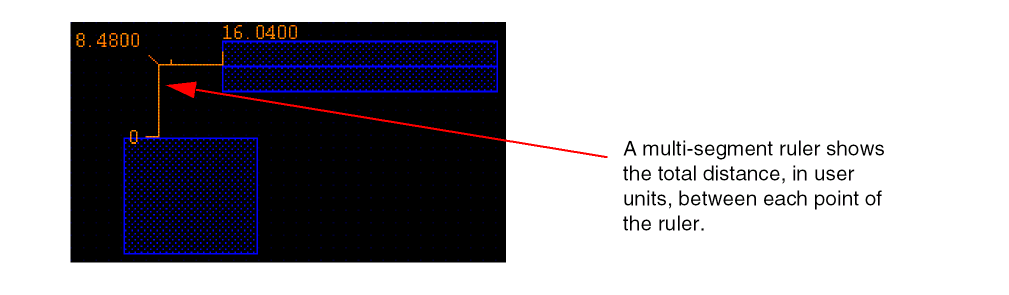 16.0400
8.4800
0
A multi-segment ruler shows
the total distance, in user
units, between each point of
the ruler.